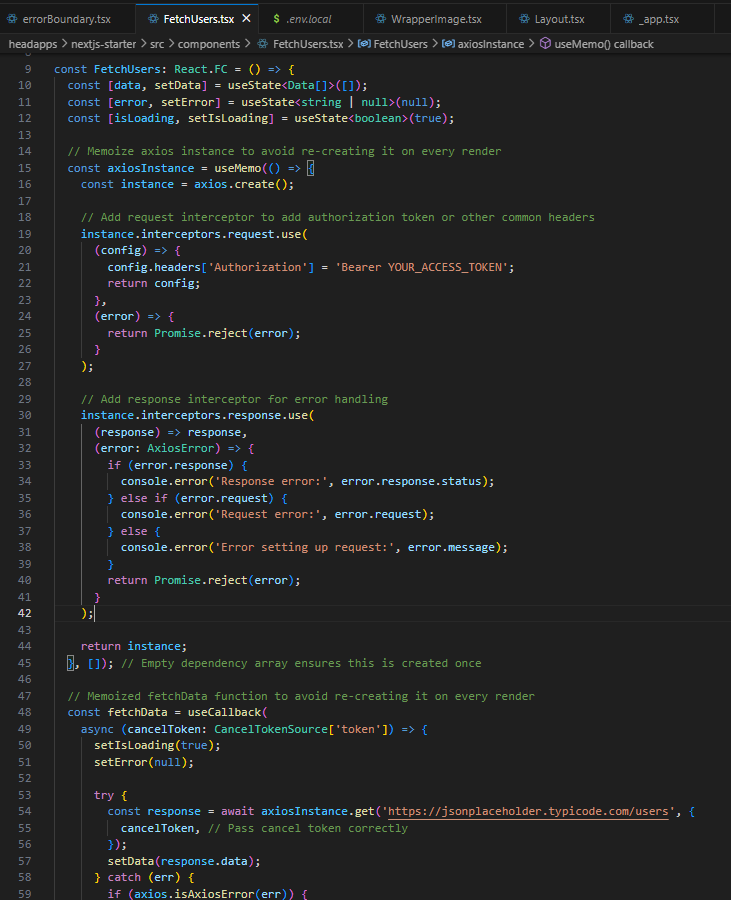 errorBoundary.tsx FetchUsers.tsx × $ .env.local WrapperImage.tsx Layout.tsx _app.tsx
headapps > nextjs-starter > src > components > FetchUsers.tsx > FetchUsers > axiosInstance > useMemo() callback
9 const FetchUsers: React.FC = () => {
10 const [data, setData] = useState<Data[]>([]);
11 const [error, setError] = useState<string | null>(null);
12 const [isLoading, setIsLoading] = useState<boolean>(true);
13
14 // Memoize axios instance to avoid re-creating it on every render
15 const axiosInstance = useMemo(() => {
16 const instance = axios.create();
17
18 // Add request interceptor to add authorization token or other common headers
19 instance.interceptors.request.use(
20 (config) => {
21 config.headers['Authorization'] = 'Bearer YOUR_ACCESS_TOKEN';
22 return config;
23 },
24 (error) => {
25 return Promise.reject(error);
26 }
27 );
28
29 // Add response interceptor for error handling
30 instance.interceptors.response.use(
31 (response) => response,
32 (error: AxiosError) => {
33 if (error.response) {
34 console.error('Response error:', error.response.status);
35 } else if (error.request) {
36 console.error('Request error:', error.request);
37 } else {
38 console.error('Error setting up request:', error.message);
39 }
40 return Promise.reject(error);
41 }
42 );
43
44 return instance;
45 }, []); // Empty dependency array ensures this is created once
46
47 // Memoized fetchData function to avoid re-creating it on every render
48 const fetchData = useCallback(
49 async (cancelToken: CancelTokenSource['token']) => {
50 setIsLoading(true);
51 setError(null);
52
53 try {
54 const response = await axiosInstance.get('https://jsonplaceholder.typicode.com/users', {
55 cancelToken, // Pass cancel token correctly
56 });
57 setData(response.data);
58 } catch (err) {
59 if (axios.isAxiosError(err)) {